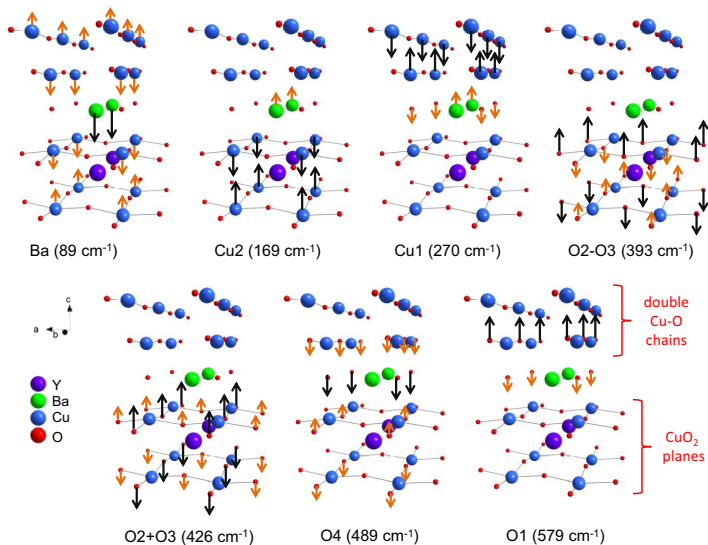 Ba (89 cm⁻¹)
Cu2 (169 cm⁻¹)
Cu1 (270 cm⁻¹)
O2-O3 (393 cm⁻¹)
c
a
b
Y
Ba
Cu
O
double
Cu-O
chains
CuO₂
planes
O2+O3 (426 cm⁻¹)
O4 (489 cm⁻¹)
O1 (579 cm⁻¹)